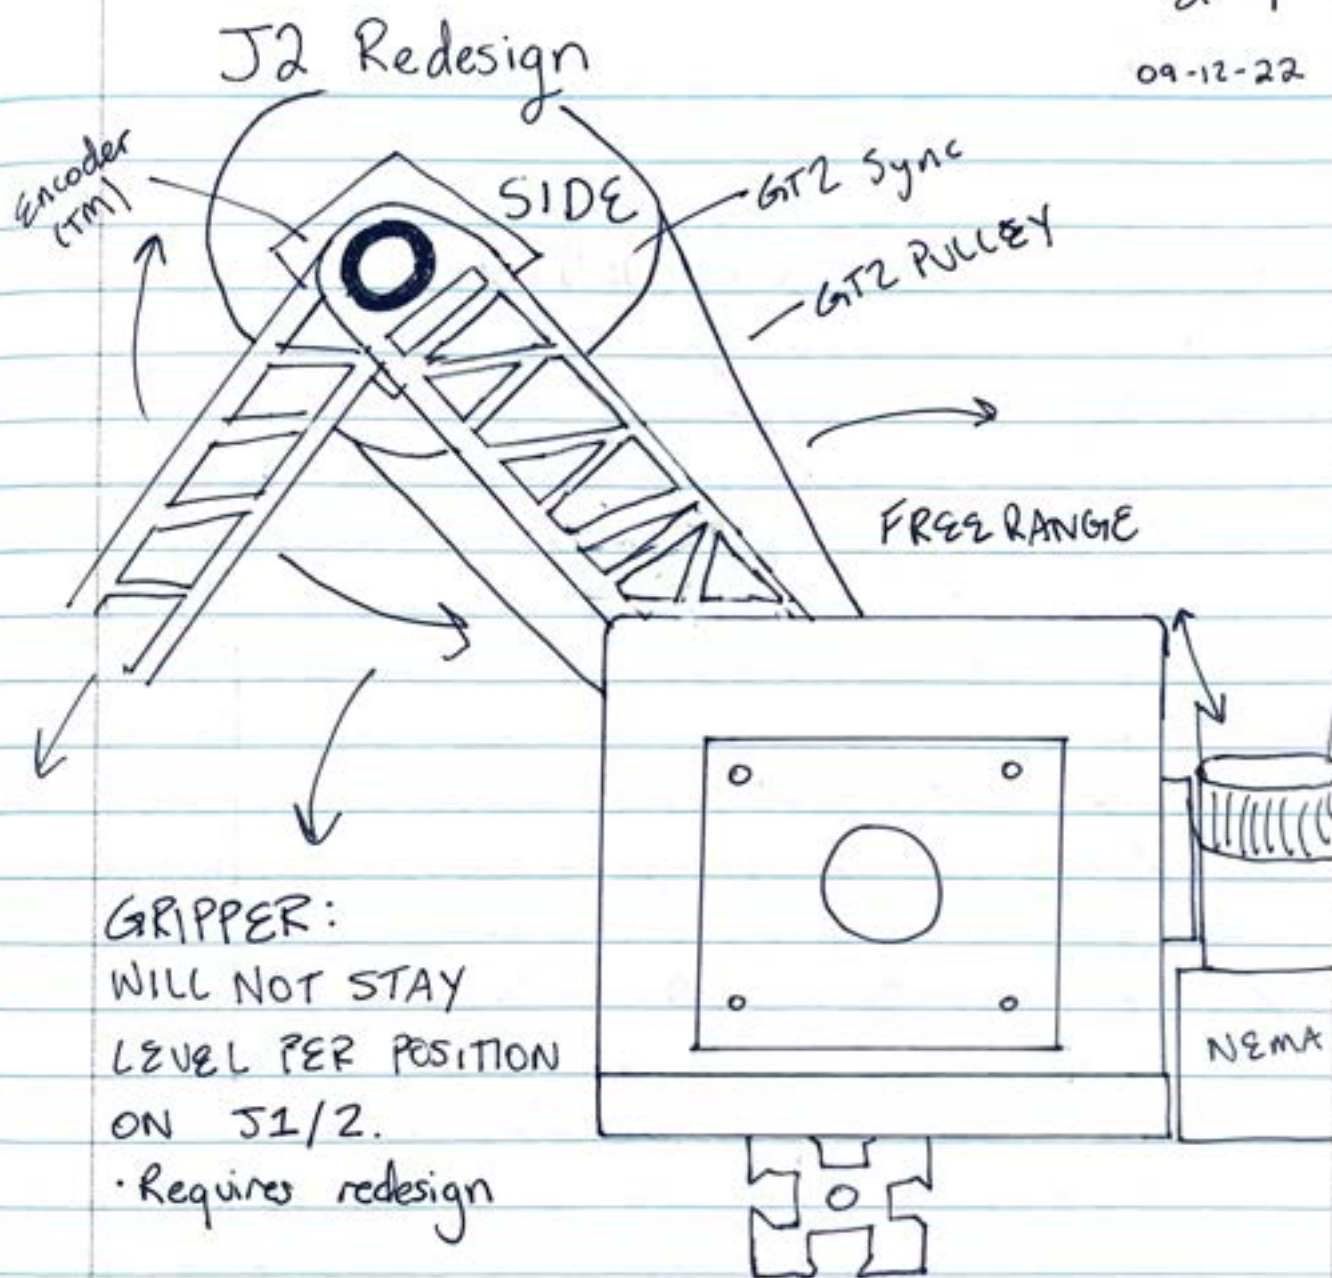 J2 Redesign
09-12-22
Encoder
(TM)
SIDE
GT2 Sync
GT2 PULLEY
FREE RANGE
GRIPPER:
WILL NOT STAY
LEVEL PER POSITION
ON J1/2.
· Requires redesign
NEMA